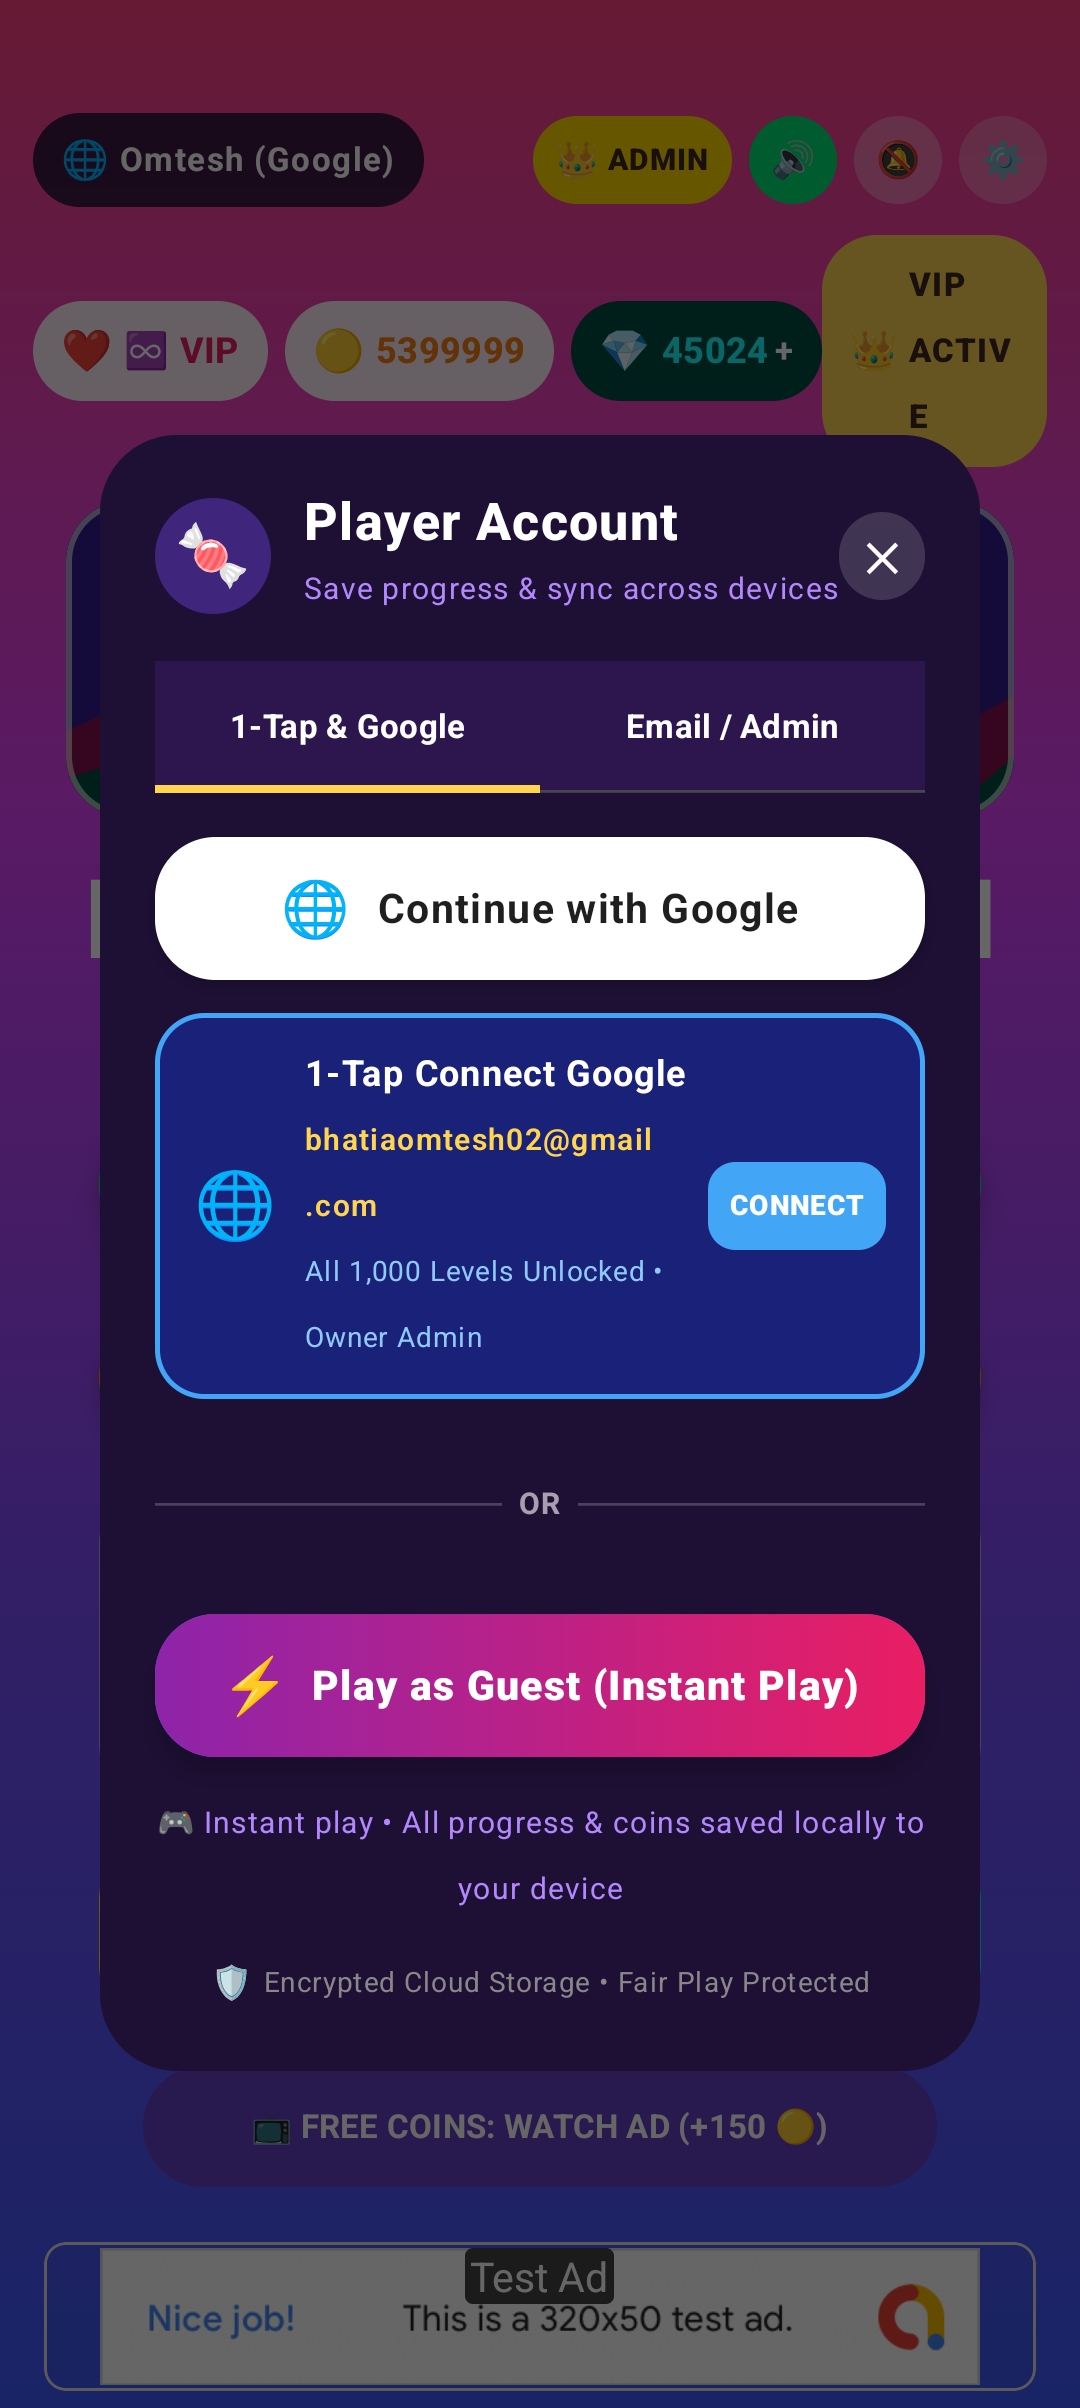 Omtesh (Google)
ADMIN
VIP
5399999
45024 +
VIP
ACTIV
E
Player Account
Save progress & sync across devices
1-Tap & Google
Email / Admin
Continue with Google
1-Tap Connect Google
bhatiaomtesh02@gmail
.com
All 1,000 Levels Unlocked •
Owner Admin
CONNECT
OR
Play as Guest (Instant Play)
Instant play • All progress & coins saved locally to
your device
Encrypted Cloud Storage • Fair Play Protected
FREE COINS: WATCH AD (+150 🟡)
Test Ad
Nice job!
This is a 320x50 test ad.